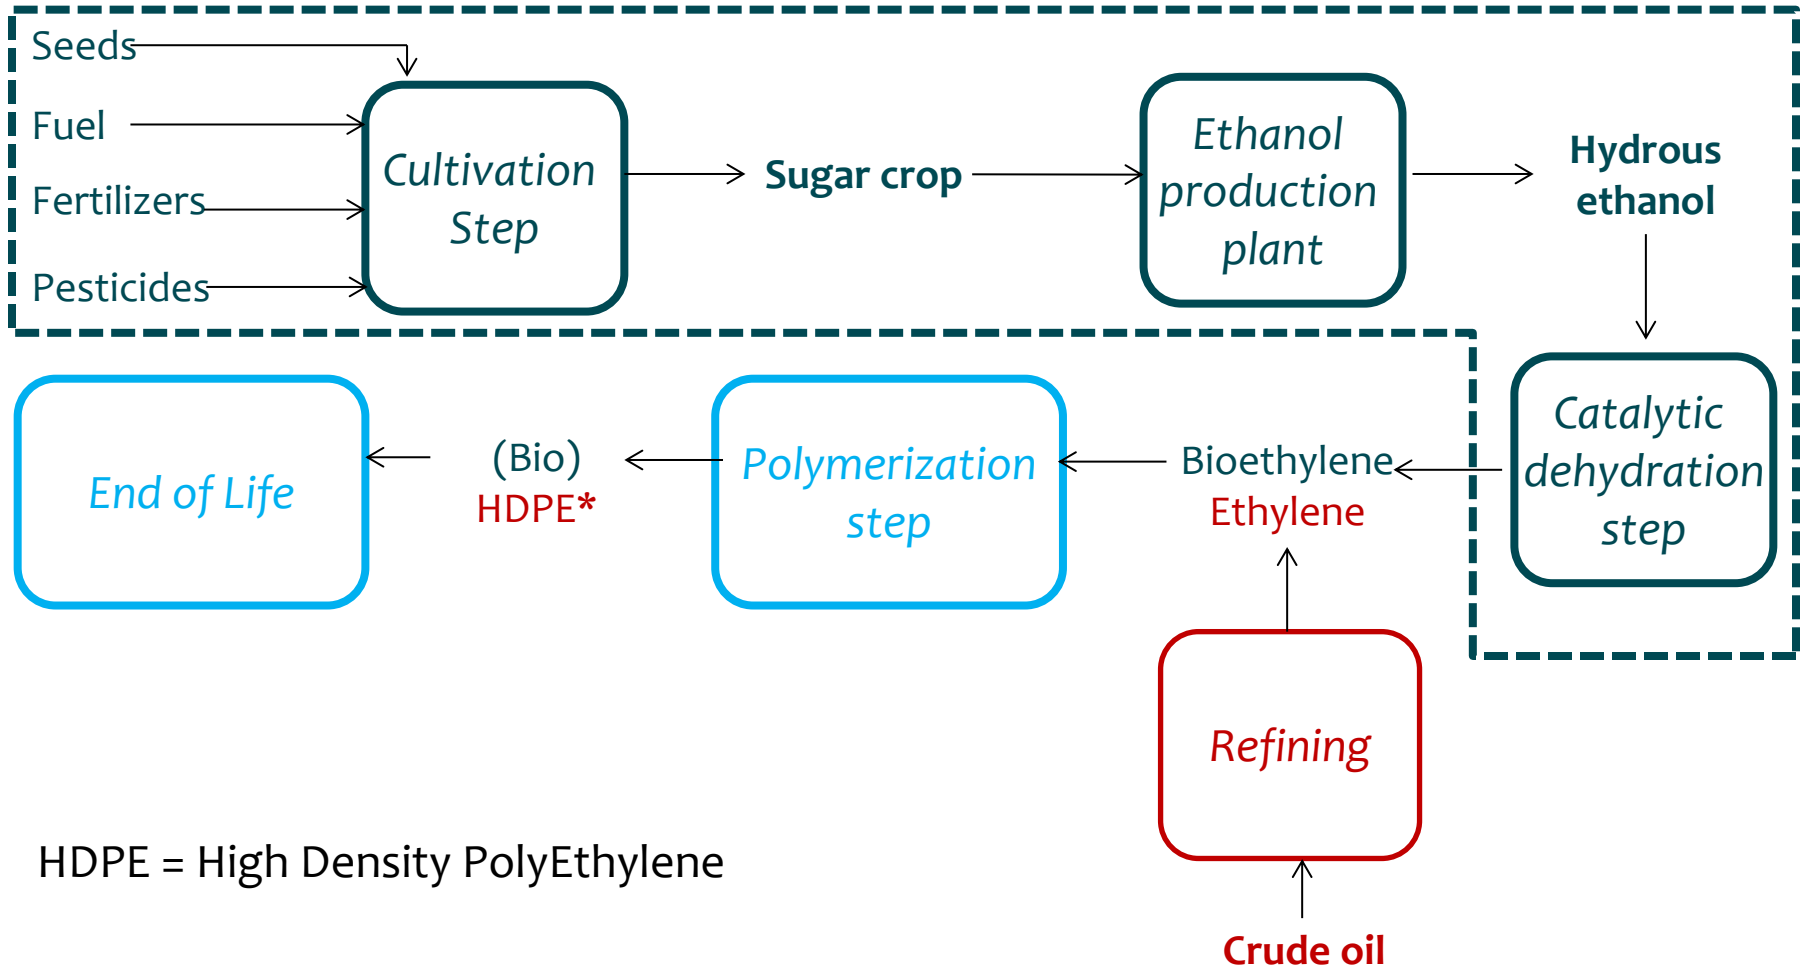 Seeds
Fuel
Fertilizers
Pesticides
Cultivation
Step
Sugar crop
Ethanol
production
plant
Hydrous
ethanol
Catalytic
dehydration
step
Bioethylene
Ethylene
Polymerization
step
(Bio)
HDPE*
End of Life
Refining
Crude oil
HDPE = High Density PolyEthylene